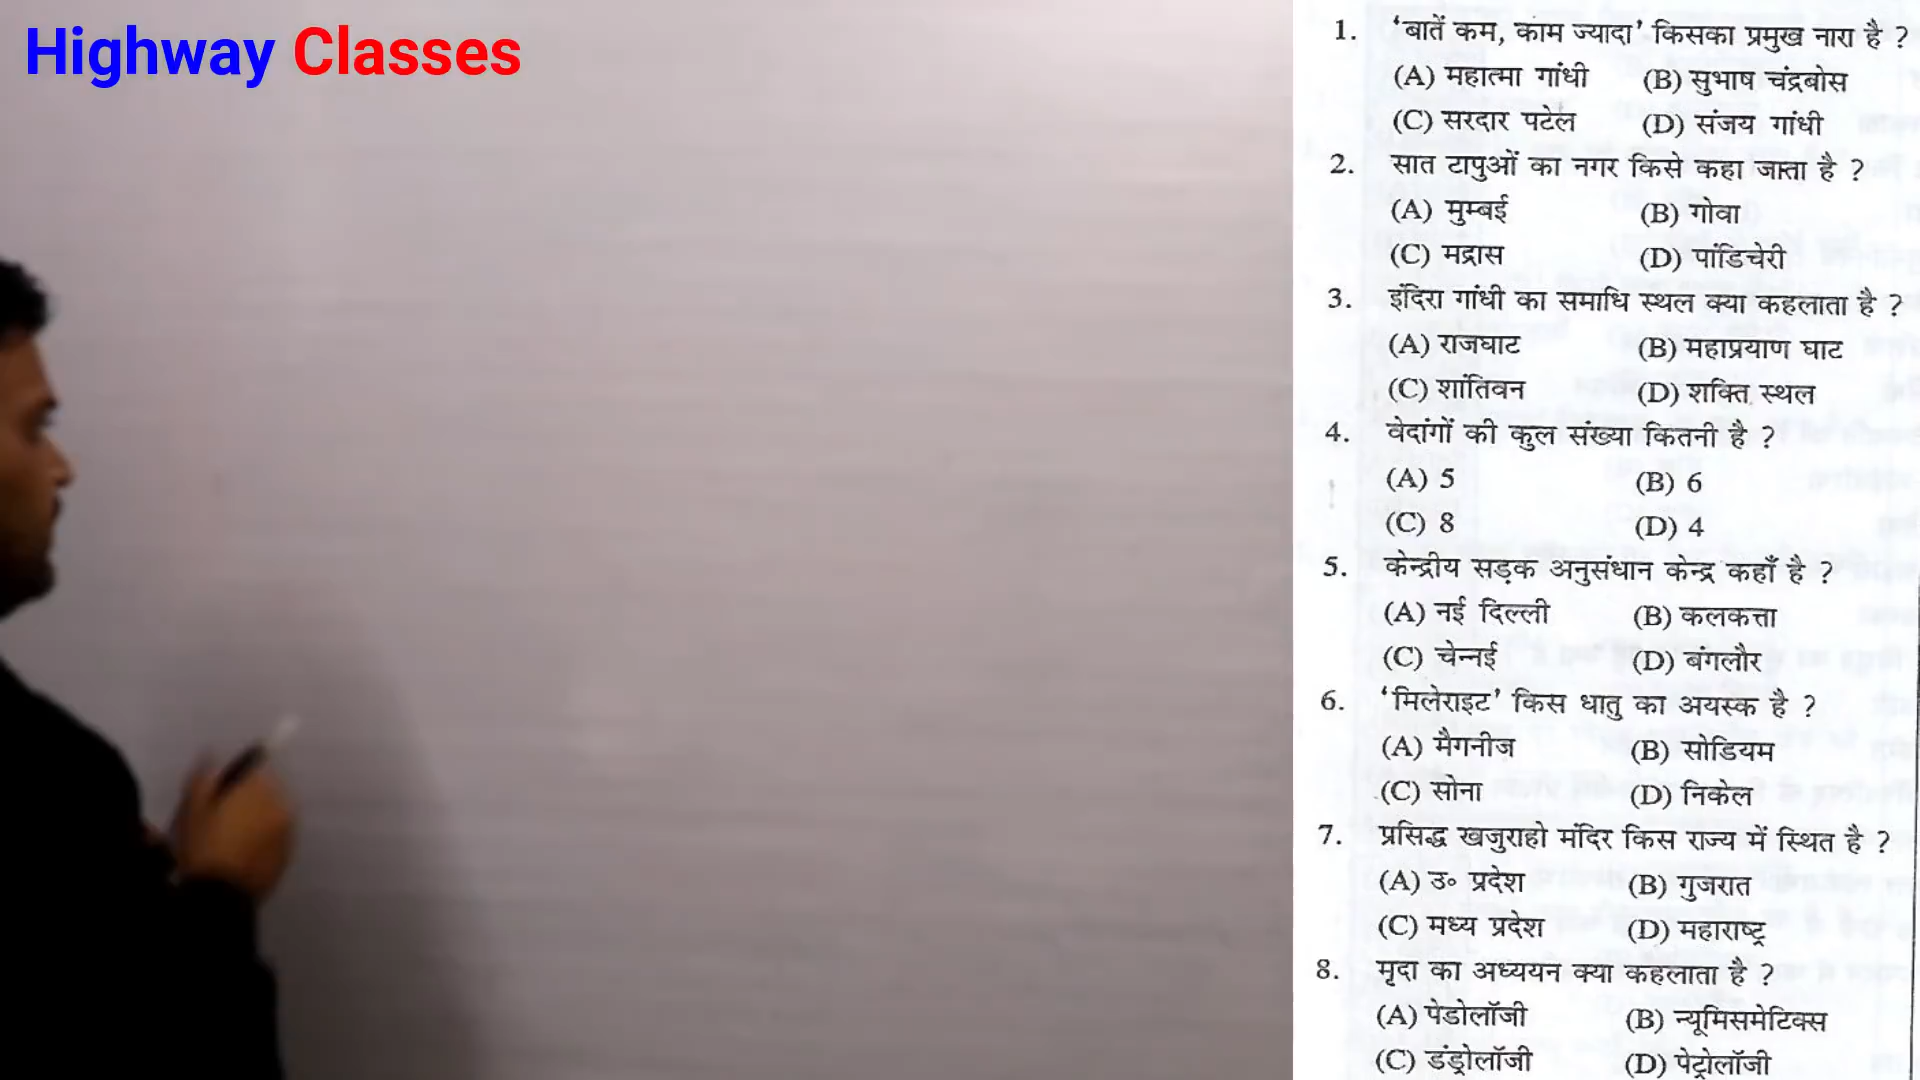 Highway Classes
1. ‘बातें कम, काम ज्यादा’ किसका प्रमुख नारा है ?
(A) महात्मा गांधी (B) सुभाष चंद्रबोस
(C) सरदार पटेल (D) संजय गांधी
2. सात टापुओं का नगर किसे कहा जाता है ?
(A) मुम्बई (B) गोवा
(C) मद्रास (D) पांडिचेरी
3. इंदिरा गांधी का समाधि स्थल क्या कहलाता है ?
(A) राजघाट (B) महाप्रयाण घाट
(C) शांतिवन (D) शक्ति स्थल
4. वेदांगों की कुल संख्या कितनी है ?
(A) 5 (B) 6
(C) 8 (D) 4
5. केन्द्रीय सड़क अनुसंधान केन्द्र कहाँ है ?
(A) नई दिल्ली (B) कलकत्ता
(C) चेन्नई (D) बंगलौर
6. ‘मिलेराइट’ किस धातु का अयस्क है ?
(A) मैगनीज़ (B) सोडियम
(C) सोना (D) निकेल
7. प्रसिद्ध खजुराहो मंदिर किस राज्य में स्थित है ?
(A) उ॰ प्रदेश (B) गुजरात
(C) मध्य प्रदेश (D) महाराष्ट्र
8. मृदा का अध्ययन क्या कहलाता है ?
(A) पेडोलॉजी (B) न्यूमिसमेटिक्स
(C) डंड्रोलॉजी (D) पेट्रोलॉजी